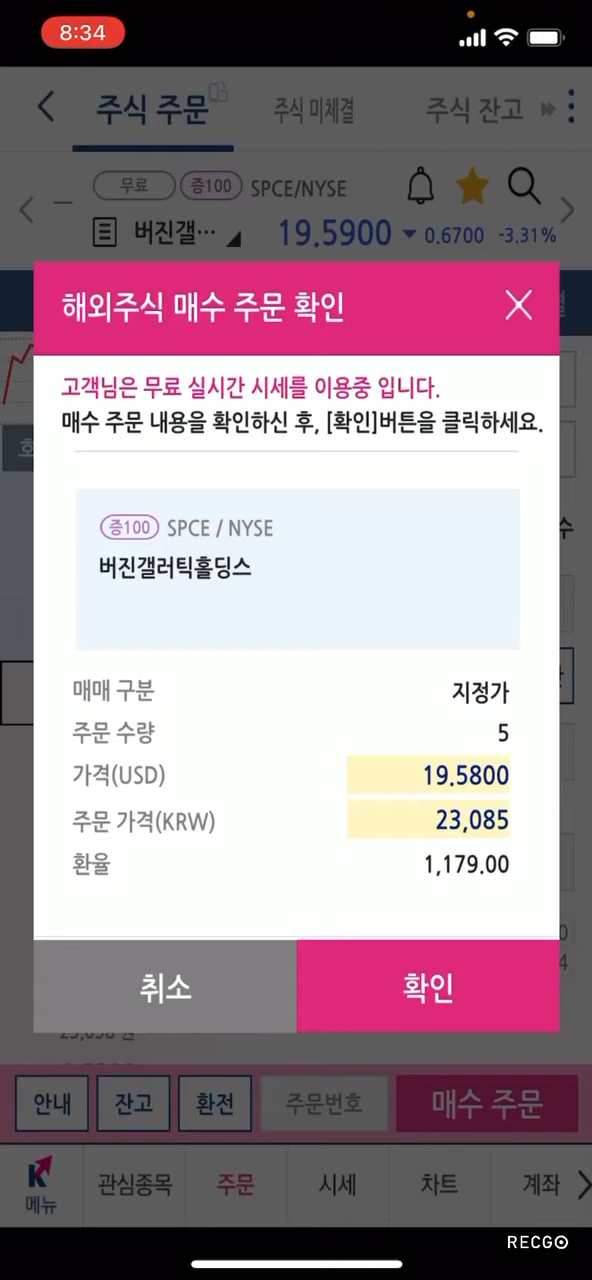 8:34
주식 주문
주식 미체결
주식 잔고
무료 증100 SPCE/NYSE
버진갤… 19.5900 ▼ 0.6700 -3.31%
해외주식 매수 주문 확인
고객님은 무료 실시간 시세를 이용중 입니다.
매수 주문 내용을 확인하신 후, [확인]버튼을 클릭하세요.
증100 SPCE / NYSE
버진갤러틱홀딩스
매매 구분 지정가
주문 수량 5
가격(USD) 19.5800
주문 가격(KRW) 23,085
환율 1,179.00
취소 확인
안내 잔고 환전 주문번호 매수 주문
메뉴 관심종목 주문 시세 차트 계좌
RECGO